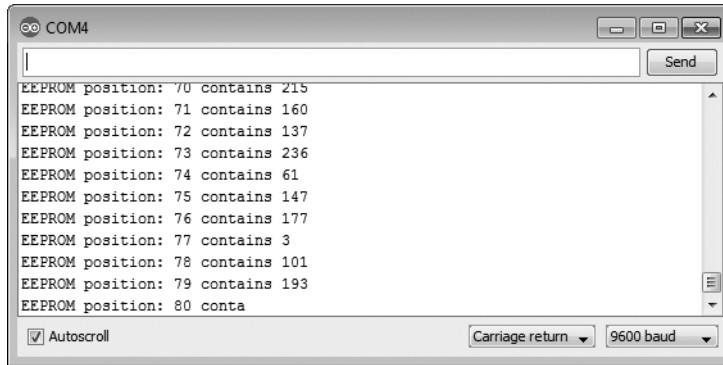 COM4
Send
EEPROM position: 70 contains 215
EEPROM position: 71 contains 160
EEPROM position: 72 contains 137
EEPROM position: 73 contains 236
EEPROM position: 74 contains 61
EEPROM position: 75 contains 147
EEPROM position: 76 contains 177
EEPROM position: 77 contains 3
EEPROM position: 78 contains 101
EEPROM position: 79 contains 193
EEPROM position: 80 conta
Autoscroll Carriage return 9600 baud